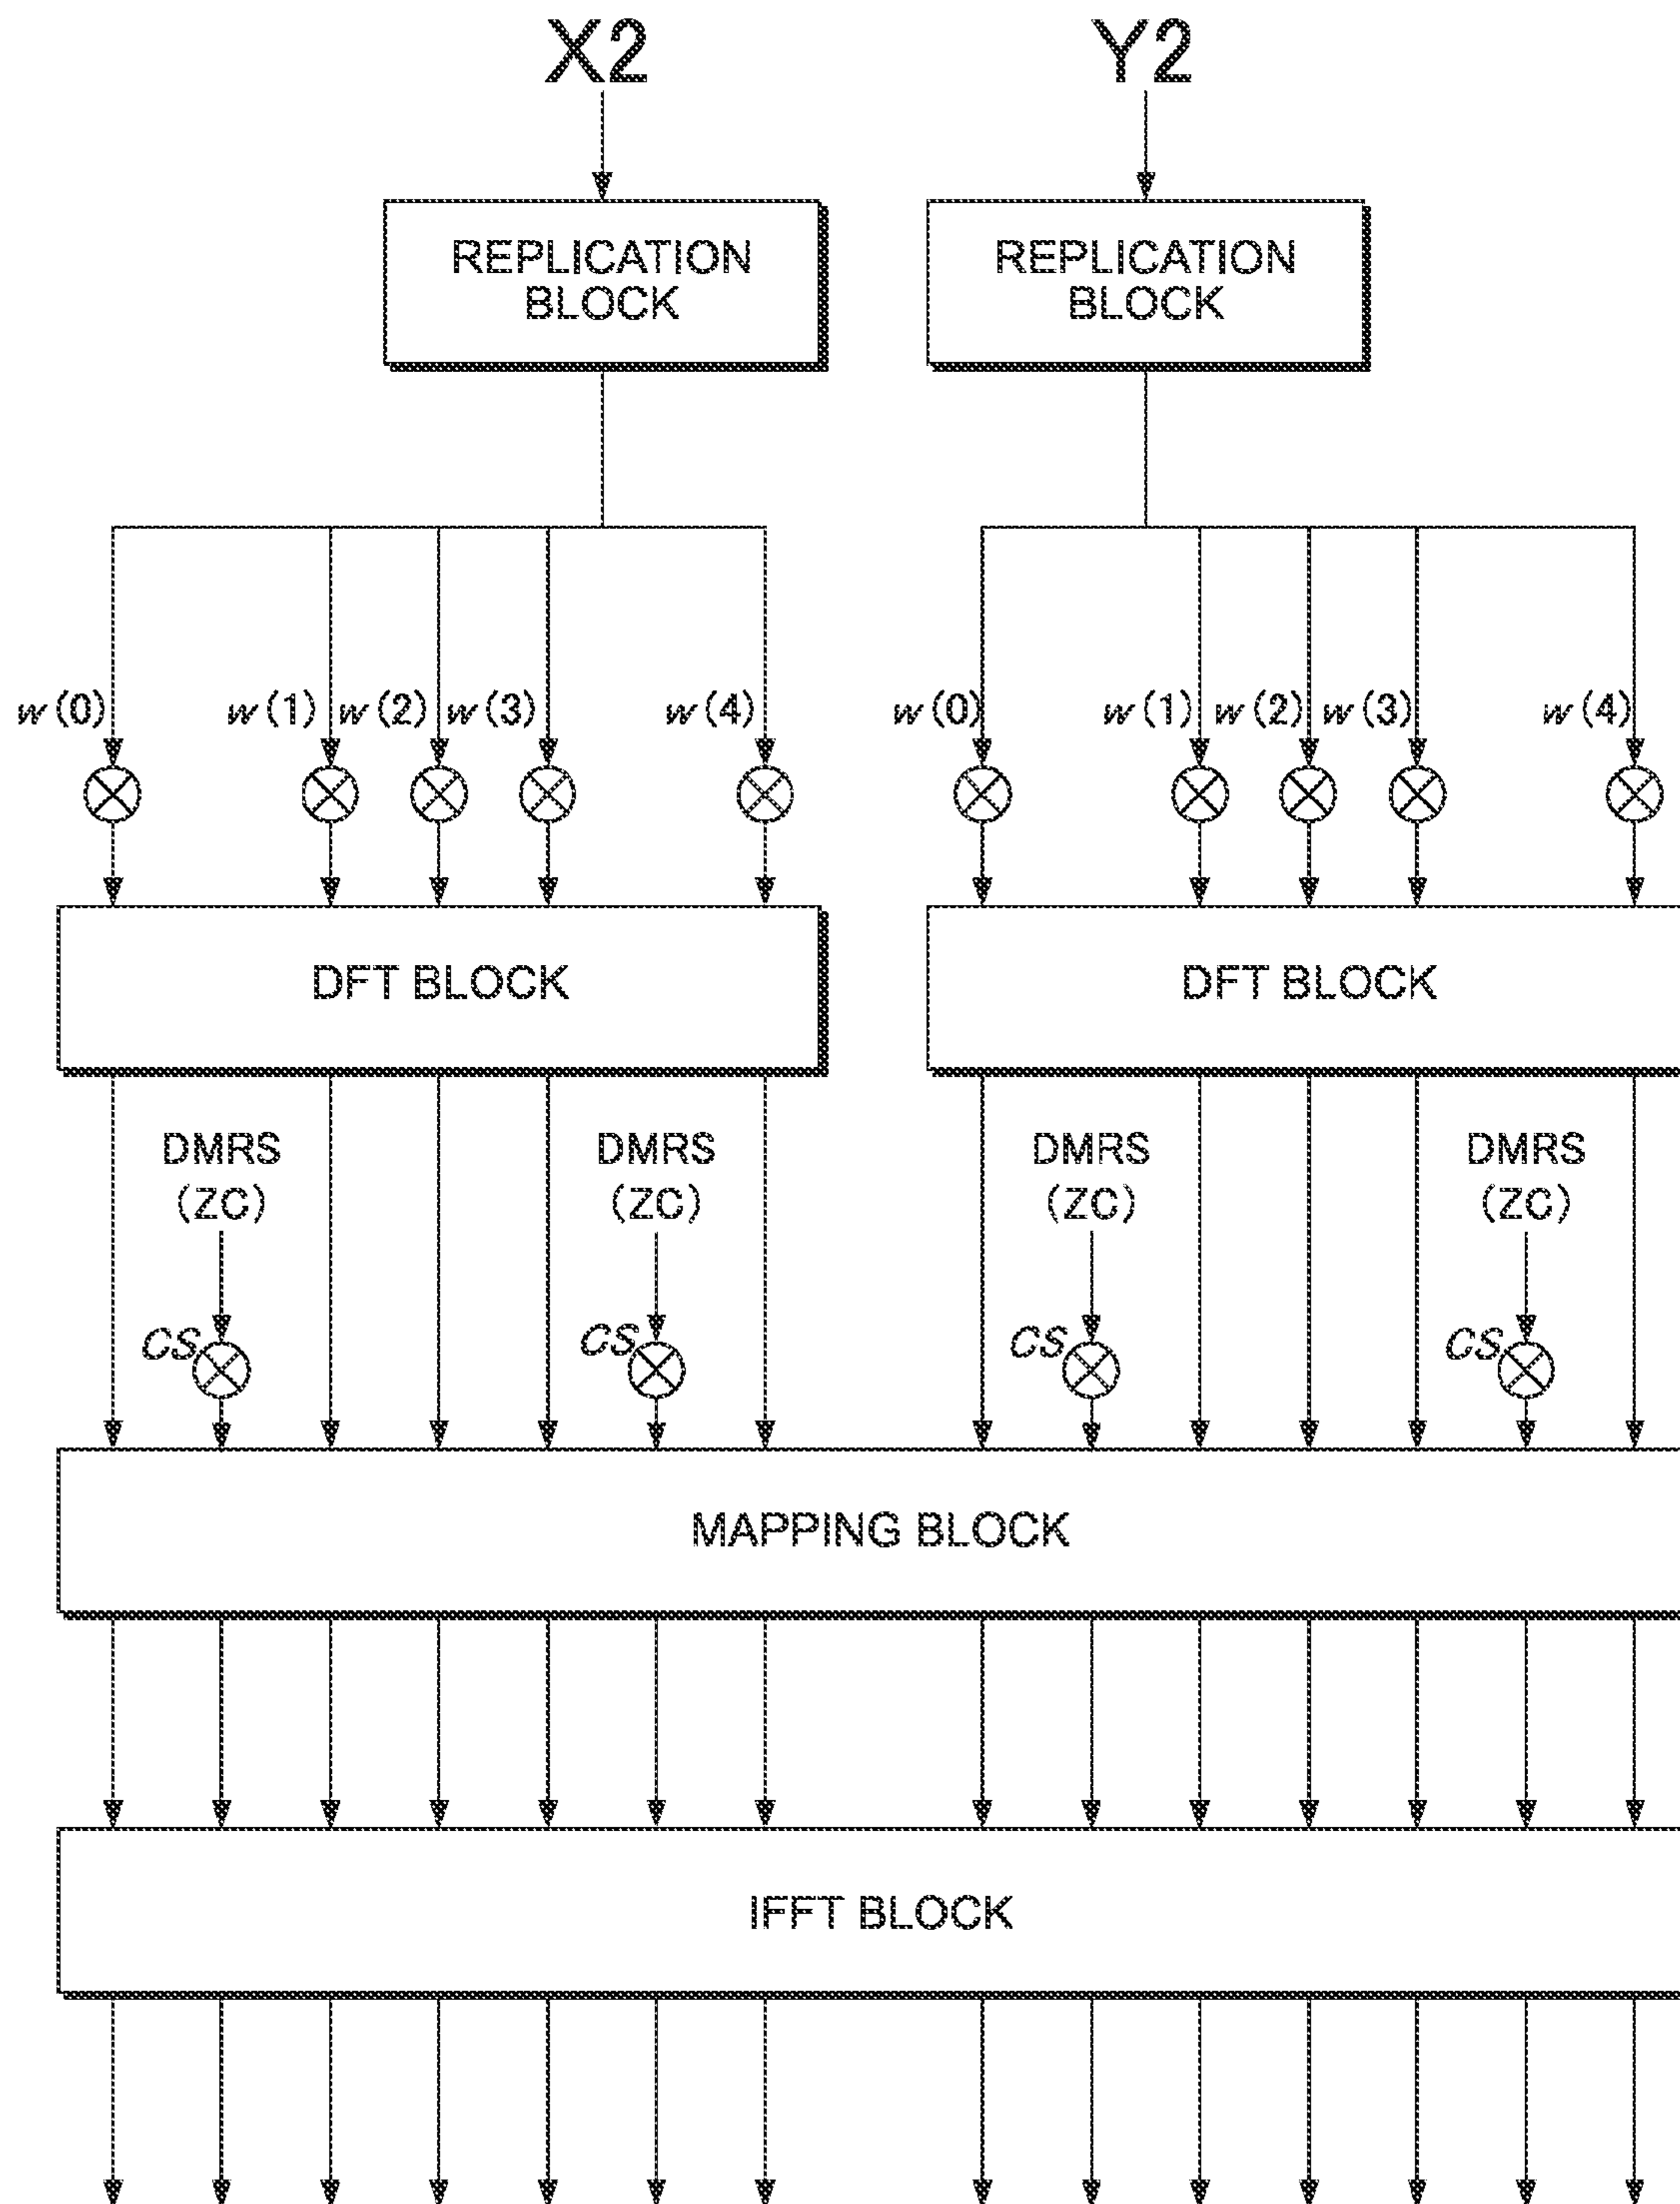 X2 Y2
REPLICATION REPLICATION
BLOCK BLOCK
w(0) w(1) w(2) w(3) w(4) w(0) w(1) w(2) w(3) w(4)
DFT BLOCK DFT BLOCK
DMRS DMRS DMRS DMRS
(ZC) (ZC) (ZC) (ZC)
CS CS CS CS
MAPPING BLOCK
IFFT BLOCK